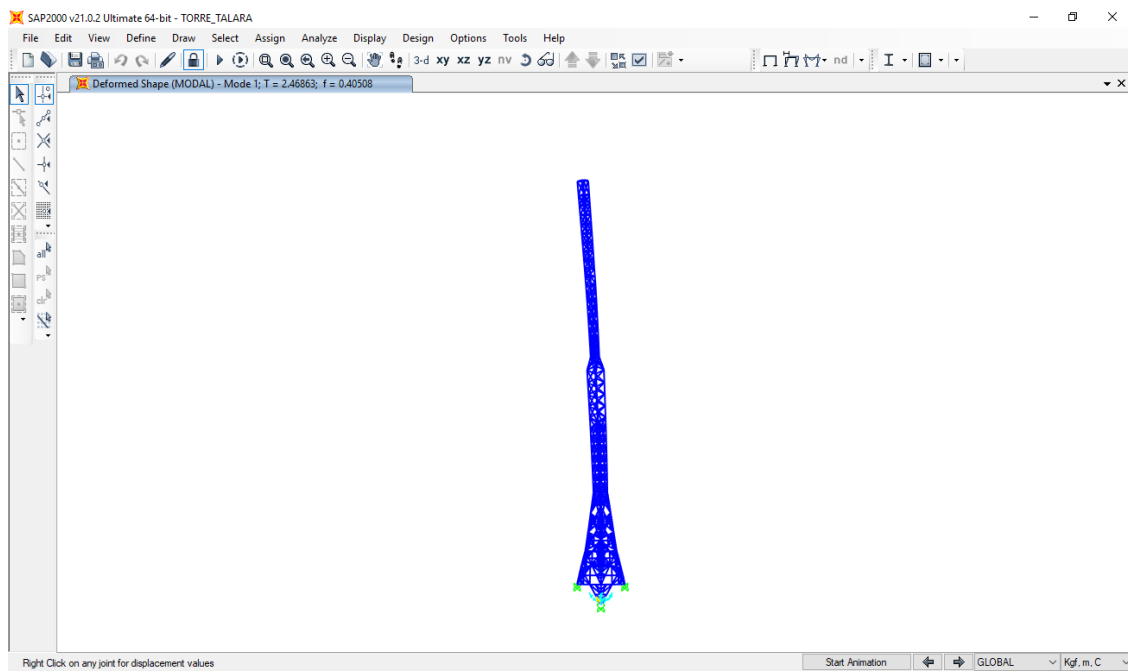 SAP2000 v21.0.2 Ultimate 64-bit - TORRE_TALARA
File Edit View Define Draw Select Assign Analyze Display Design Options Tools Help
3-d xy xz yz nv nd
Deformed Shape (MODAL) - Mode 1; T = 2.46863; f = 0.40508
all
ps
clr
Right Click on any joint for displacement values
Start Animation
GLOBAL
Kgf, m, C